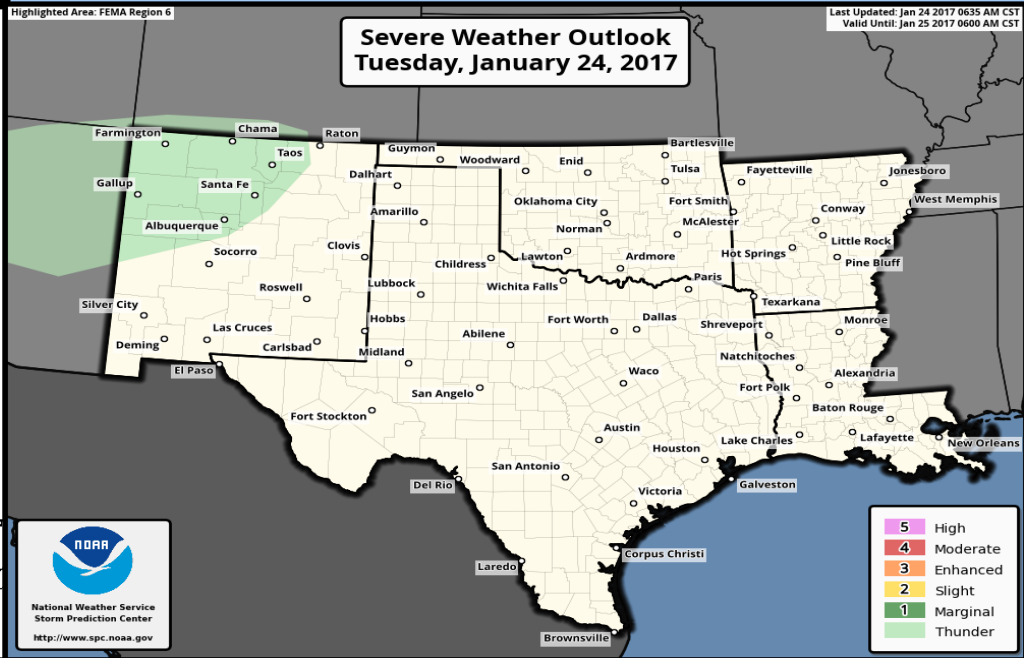 Highlighted Area: FEMA Region 6
Last Updated: Jan 24 2017 0635 AM CST
Valid Until: Jan 25 2017 0600 AM CST
Severe Weather Outlook
Tuesday, January 24, 2017
Farmington
Chama
Raton
Taos
Gallup
Santa Fe
Albuquerque
Socorro
Clovis
Roswell
Silver City
Las Cruces
Hobbs
Deming
Carlsbad
El Paso
Guymon
Woodward
Enid
Bartlesville
Tulsa
Dalhart
Oklahoma City
Fort Smith
Amarillo
Norman
McAlester
Childress
Lawton
Ardmore
Lubbock
Wichita Falls
Paris
Fayetteville
Jonesboro
West Memphis
Conway
Little Rock
Hot Springs
Pine Bluff
Texarkana
Fort Worth
Dallas
Shreveport
Monroe
Abilene
Midland
Natchitoches
Waco
Alexandria
San Angelo
Fort Polk
Fort Stockton
Baton Rouge
Austin
Houston
Lake Charles
Lafayette
New Orleans
San Antonio
Del Rio
Galveston
Victoria
Corpus Christi
Laredo
Brownsville
NOAA
National Weather Service
Storm Prediction Center
http://www.spc.noaa.gov
5 High
4 Moderate
3 Enhanced
2 Slight
1 Marginal
Thunder